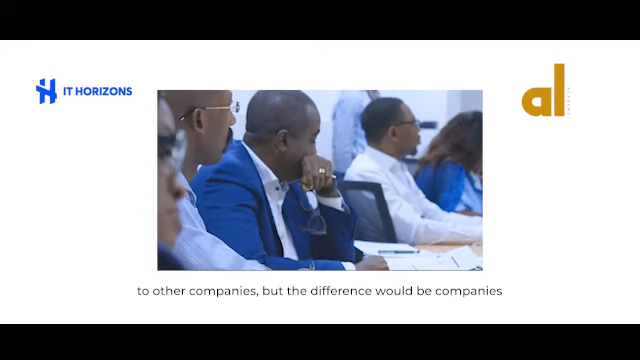 IT HORIZONS
al
to other companies, but the difference would be companies